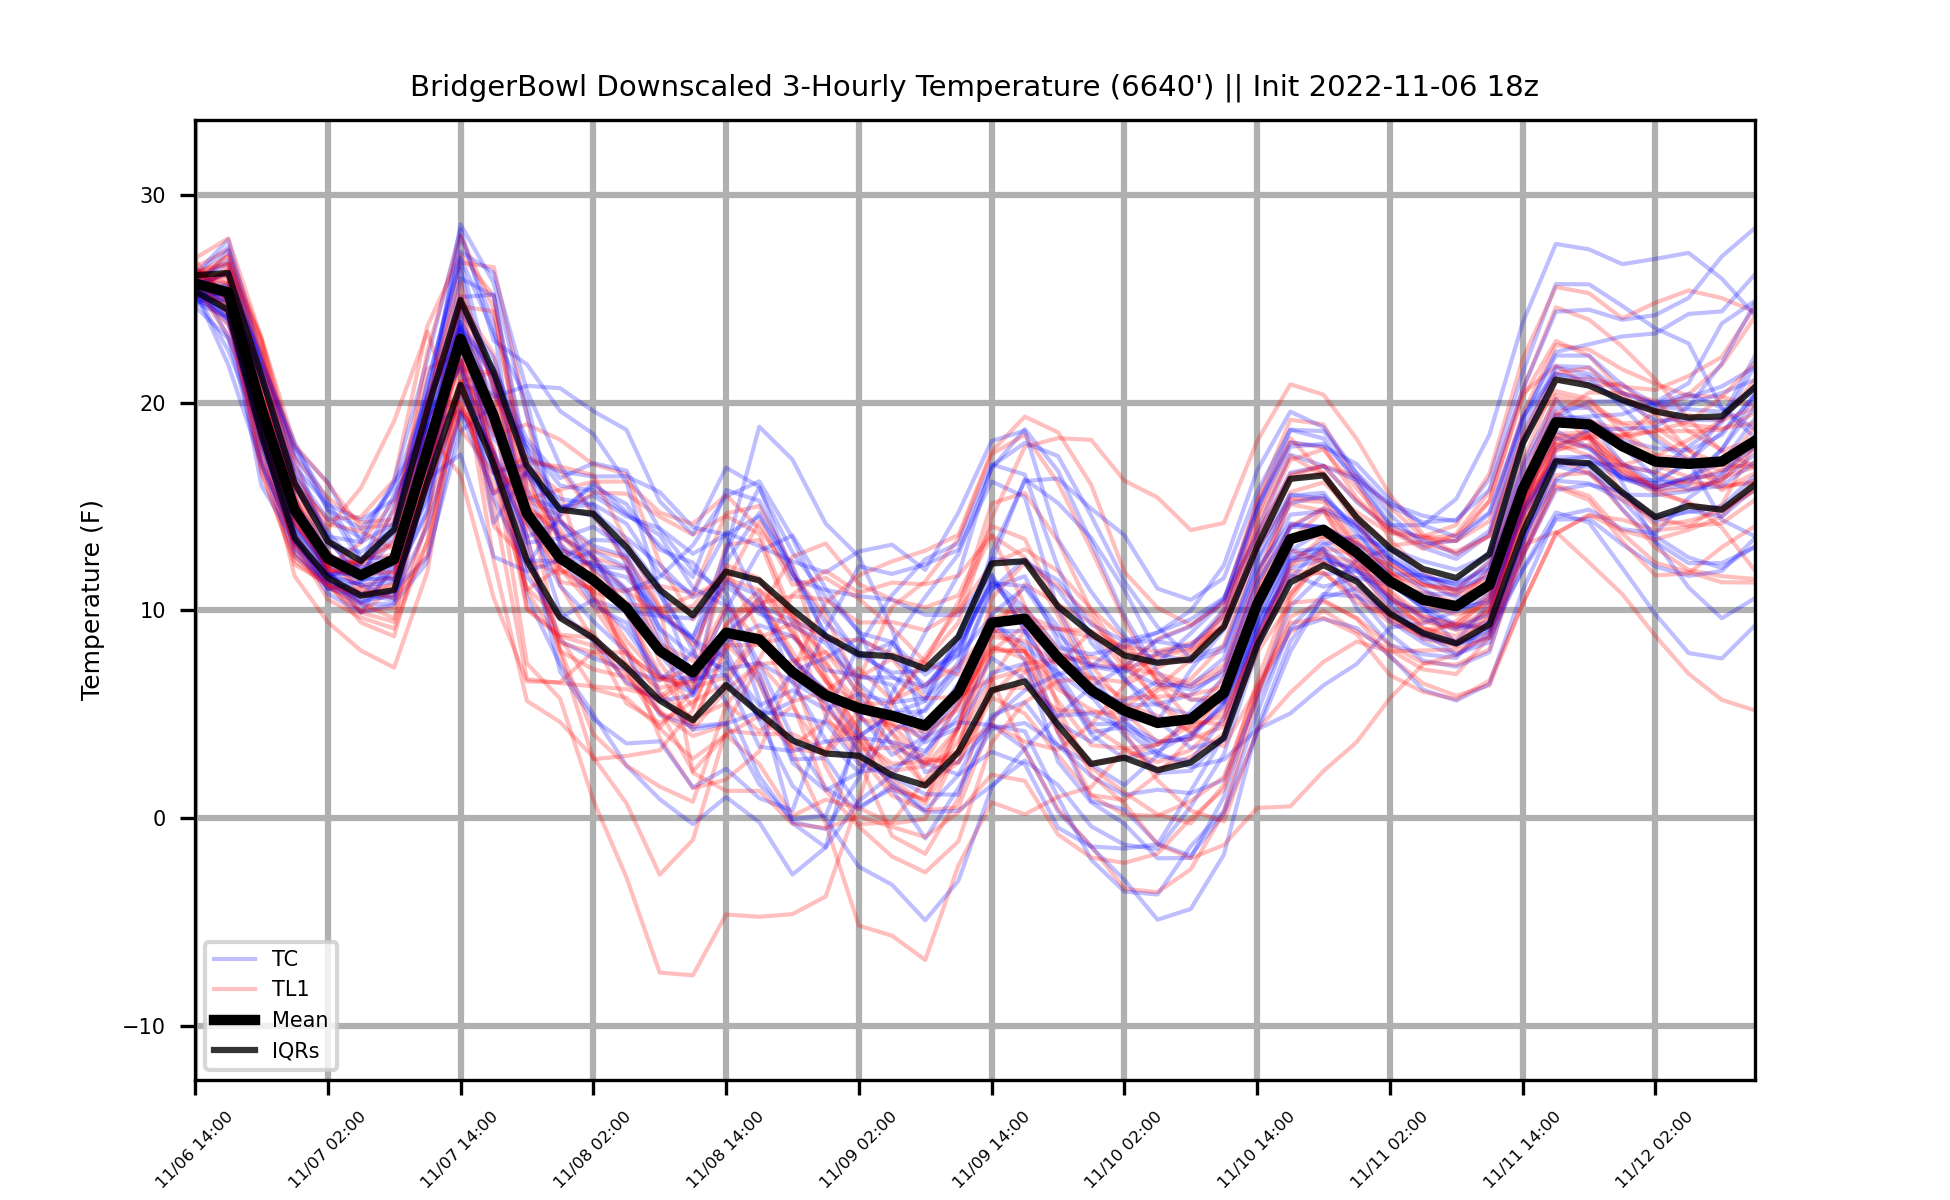 BridgerBowl Downscaled 3-Hourly Temperature (6640') || Init 2022-11-06 18z
Temperature (F)
30
20
10
0
−10
TC
TL1
Mean
IQRs
11/06 14:00
11/07 02:00
11/07 14:00
11/08 02:00
11/08 14:00
11/09 02:00
11/09 14:00
11/10 02:00
11/10 14:00
11/11 02:00
11/11 14:00
11/12 02:00